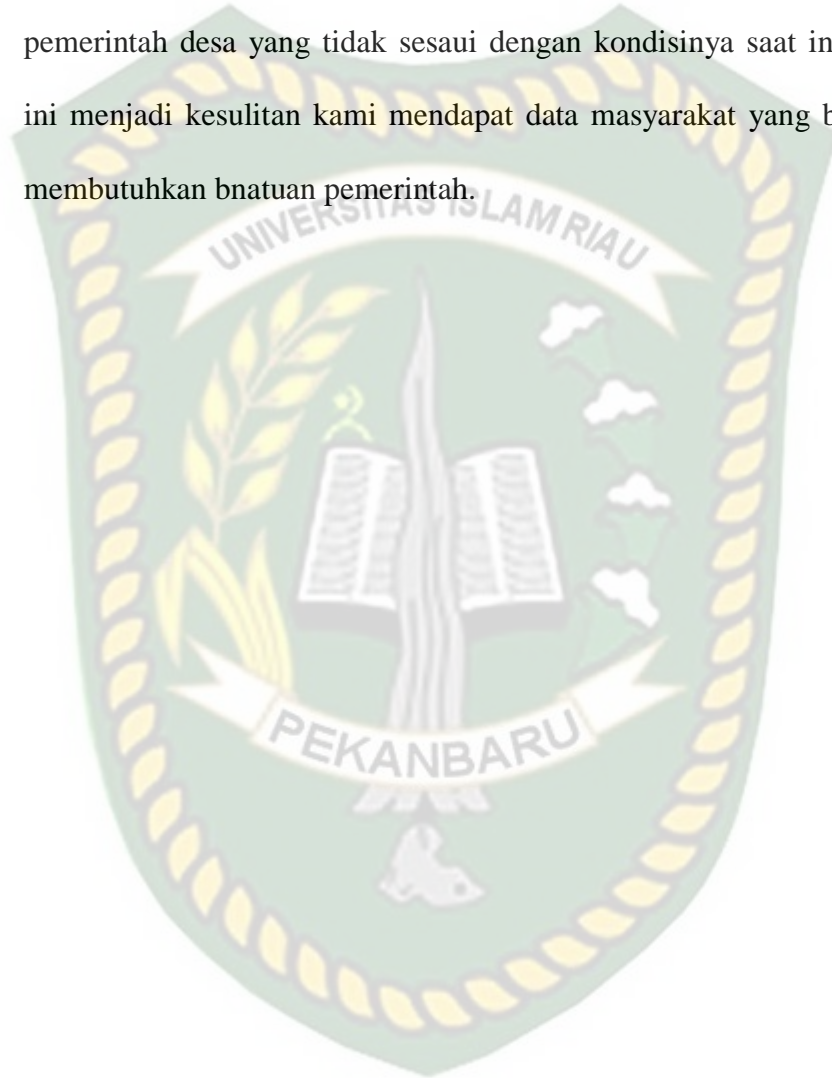 pemerintah desa yang tidak sesaui dengan kondisinya saat in
ini menjadi kesulitan kami mendapat data masyarakat yang b
membutuhkan bnatuan pemerintah.
UNIVERSITAS ISLAM RIAU
PEKANBARU